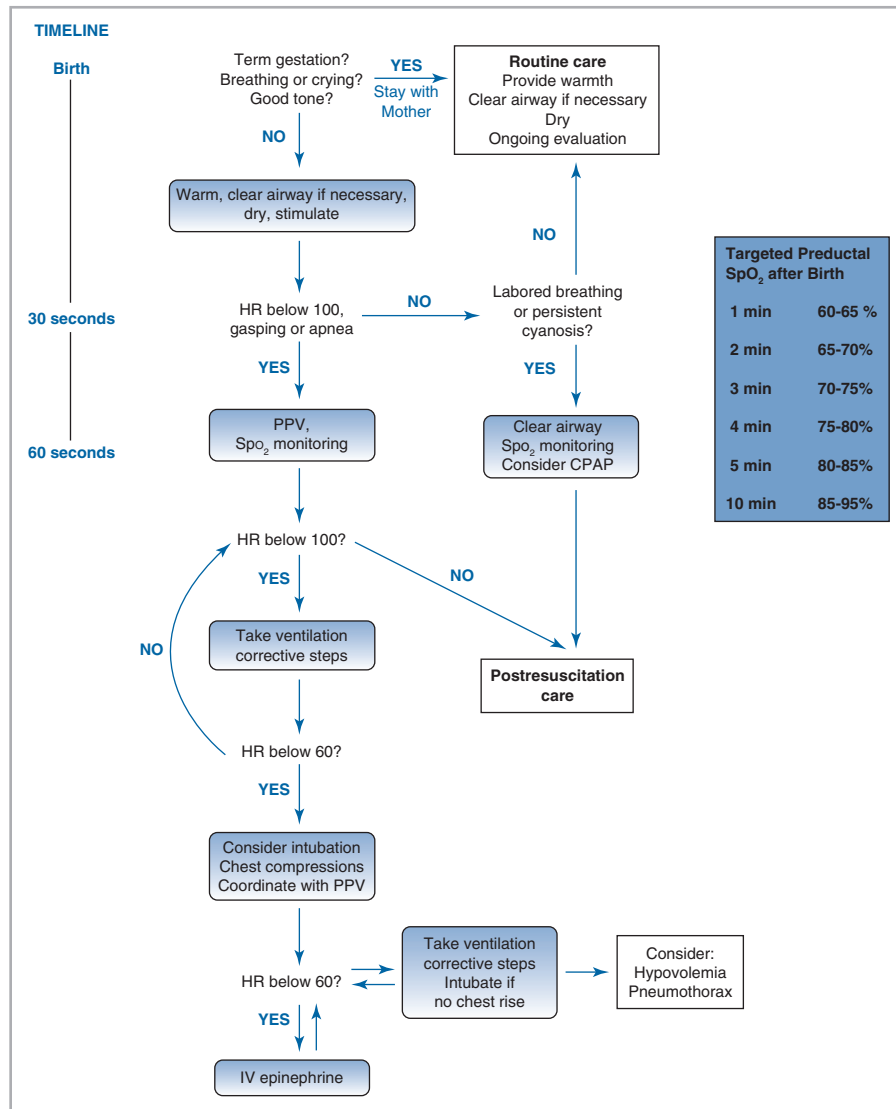 TIMELINE
Birth
30 seconds
60 seconds
Term gestation?
Breathing or crying?
Good tone?
YES
Stay with
Mother
Routine care
Provide warmth
Clear airway if necessary
Dry
Ongoing evaluation
NO
Warm, clear airway if necessary,
dry, stimulate
HR below 100,
gasping or apnea
NO
Labored breathing
or persistent
cyanosis?
NO
YES
YES
PPV,
SpO₂ monitoring
Clear airway
Spo₂ monitoring
Consider CPAP
HR below 100?
NO
YES
Take ventilation
corrective steps
Postresuscitation
care
NO
HR below 60?
YES
Consider intubation
Chest compressions
Coordinate with PPV
HR below 60?
Take ventilation
corrective steps
Intubate if
no chest rise
Consider:
Hypovolemia
Pneumothorax
YES
IV epinephrine
Targeted Preductal
SpO₂ after Birth
1 min 60-65 %
2 min 65-70%
3 min 70-75%
4 min 75-80%
5 min 80-85%
10 min 85-95%